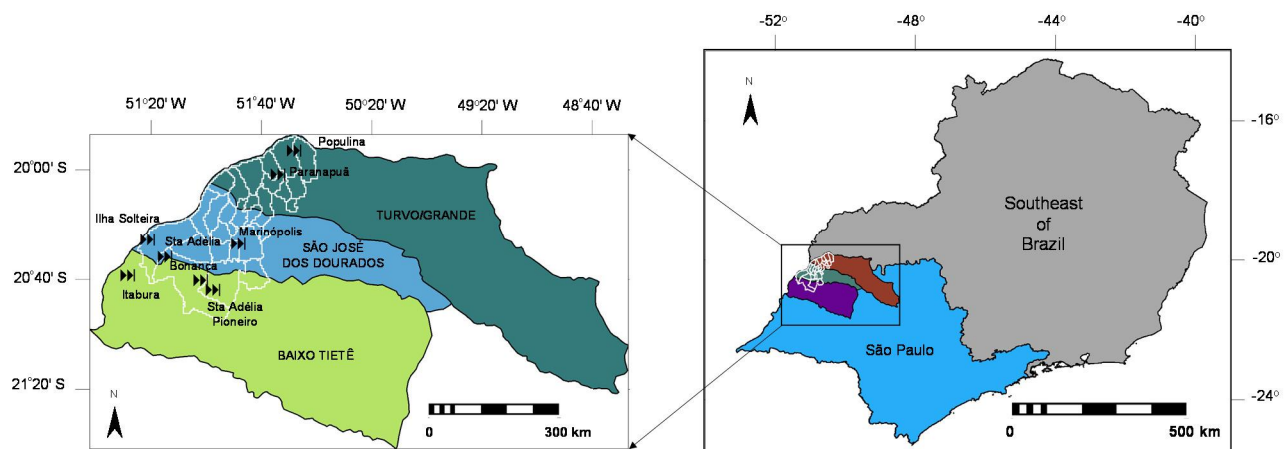 51°20' W
51°40' W
50°20' W
49°20' W
48°40' W
20°00' S
20°40' S
21°20' S
Populina
Paranapuã
TURVO/GRANDE
Ilha Solteira
Sta Adélia
Marinópolis
SÃO JOSÉ
DOS DOURADOS
Bonança
Itabura
Sta Adélia
Pioneiro
BAIXO TIETÊ
N
0 300 km
-52° -48° -44° -40°
N
-16°
Southeast
of
Brazil
-20°
São Paulo
-24°
0 500 km